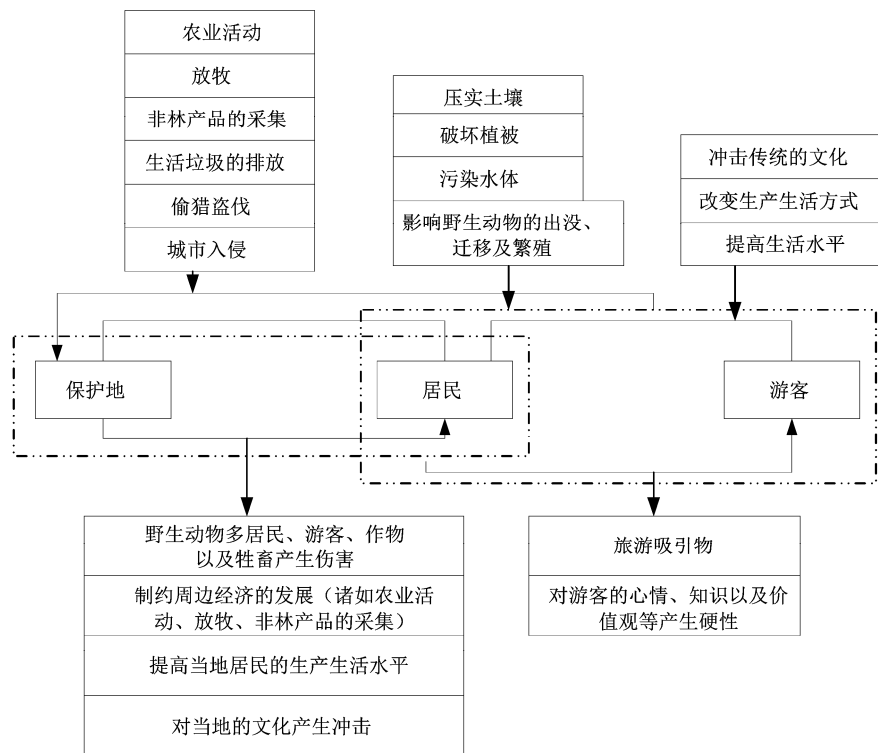 农业活动
放牧
非林产品的采集
生活垃圾的排放
偷猎盗伐
城市入侵
压实土壤
破坏植被
污染水体
影响野生动物的出没、
迁移及繁殖
冲击传统的文化
改变生产生活方式
提高生活水平
保护地
居民
游客
野生动物多居民、游客、作物
以及牲畜产生伤害
制约周边经济的发展（诸如农业活
动、放牧、非林产品的采集）
提高当地居民的生产生活水平
对当地的文化产生冲击
旅游吸引物
对游客的心情、知识以及价
值观等产生硬性